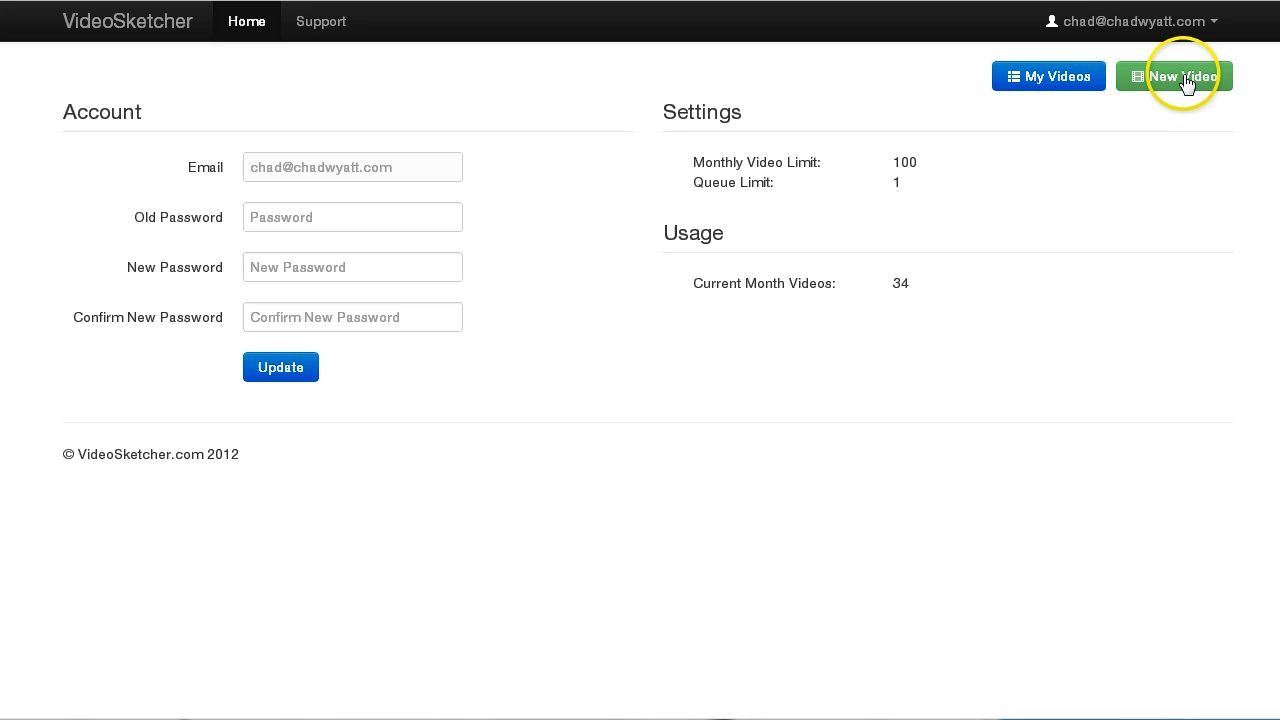 VideoSketcher Home Support chad@chadwyatt.com
My Videos New Video
Account
Email chad@chadwyatt.com
Old Password Password
New Password New Password
Confirm New Password Confirm New Password
Update
Settings
Monthly Video Limit: 100
Queue Limit: 1
Usage
Current Month Videos: 34
© VideoSketcher.com 2012